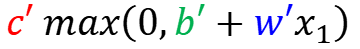 c′ max(0, b′ + w′x₁)